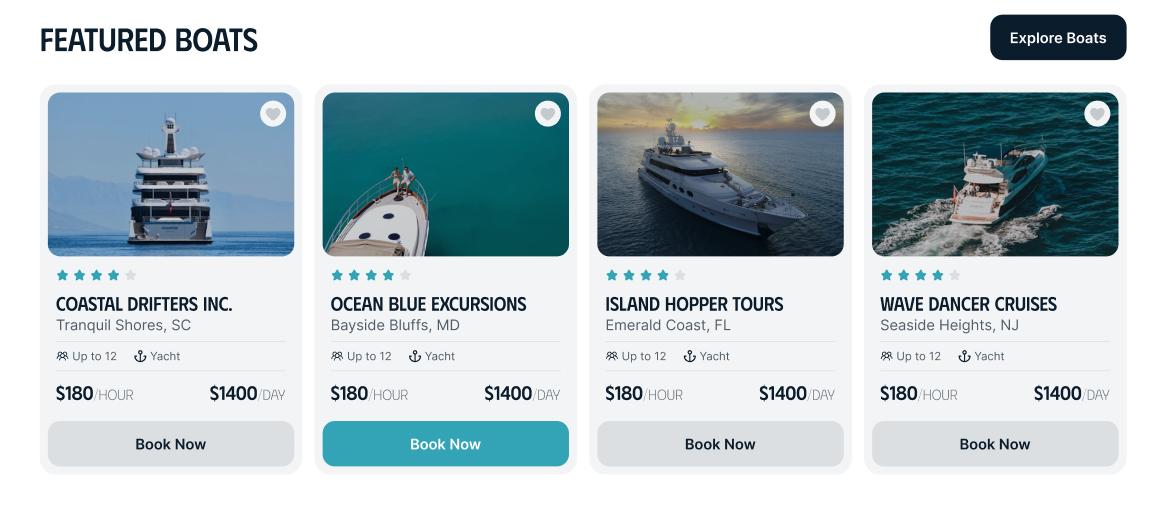 FEATURED BOATS
Explore Boats
COASTAL DRIFTERS INC.
Tranquil Shores, SC
Up to 12 Yacht
$180/HOUR $1400/DAY
Book Now
OCEAN BLUE EXCURSIONS
Bayside Bluffs, MD
Up to 12 Yacht
$180/HOUR $1400/DAY
Book Now
ISLAND HOPPER TOURS
Emerald Coast, FL
Up to 12 Yacht
$180/HOUR $1400/DAY
Book Now
WAVE DANCER CRUISES
Seaside Heights, NJ
Up to 12 Yacht
$180/HOUR $1400/DAY
Book Now